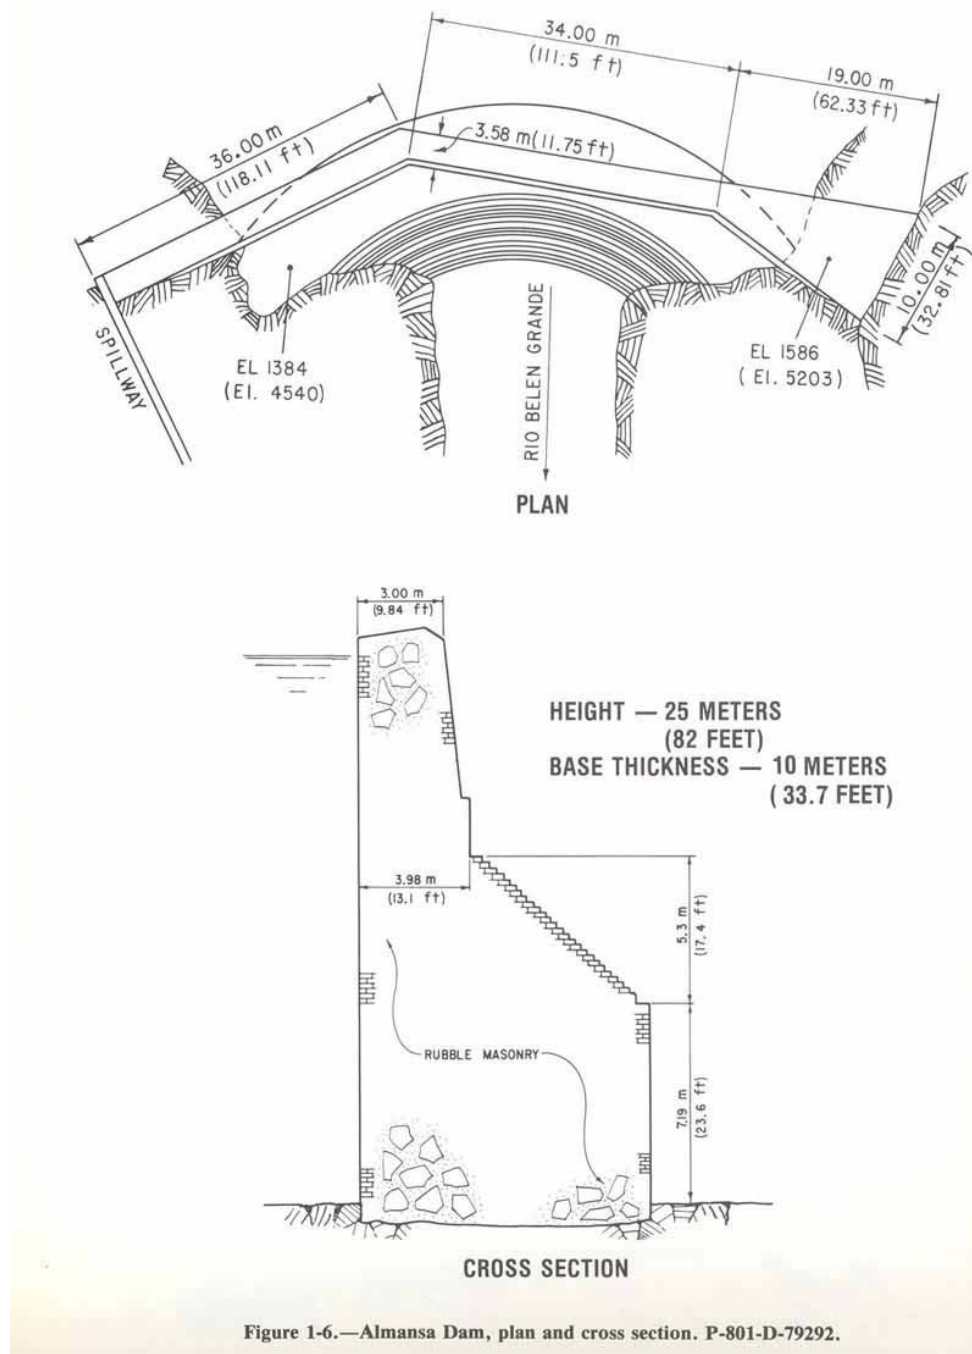 34.00 m
(111.5 ft)
19.00 m
(62.33 ft)
36.00 m
(118.11 ft)
3.58 m (11.75 ft)
10.00 m
(32.81 ft)
SPILLWAY
EL 1384
(El. 4540)
RIO BELEN GRANDE
EL 1586
( El. 5203)
PLAN
3.00 m
(9.84 ft)
HEIGHT — 25 METERS
(82 FEET)
BASE THICKNESS — 10 METERS
( 33.7 FEET)
3.98 m
(13.1 ft)
5.3 m
(17.4 ft)
RUBBLE MASONRY
7.19 m
(23.6 ft)
CROSS SECTION
Figure 1-6.—Almansa Dam, plan and cross section. P-801-D-79292.